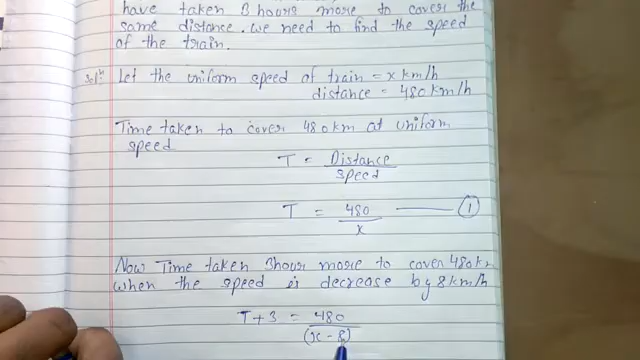 have taken 3 hours more to cover the
same distance. we need to find the speed
of the train.
Solⁿ: Let the uniform speed of train = x km/h
distance = 480 km/h
Time taken to cover 480 km at uniform
speed
T = Distance / speed
T = 480 / x ——— ①
Now Time taken 3hour more to cover 480 km
when the speed is decrease by 8 km/h
T + 3 = 480 / (x - 8)